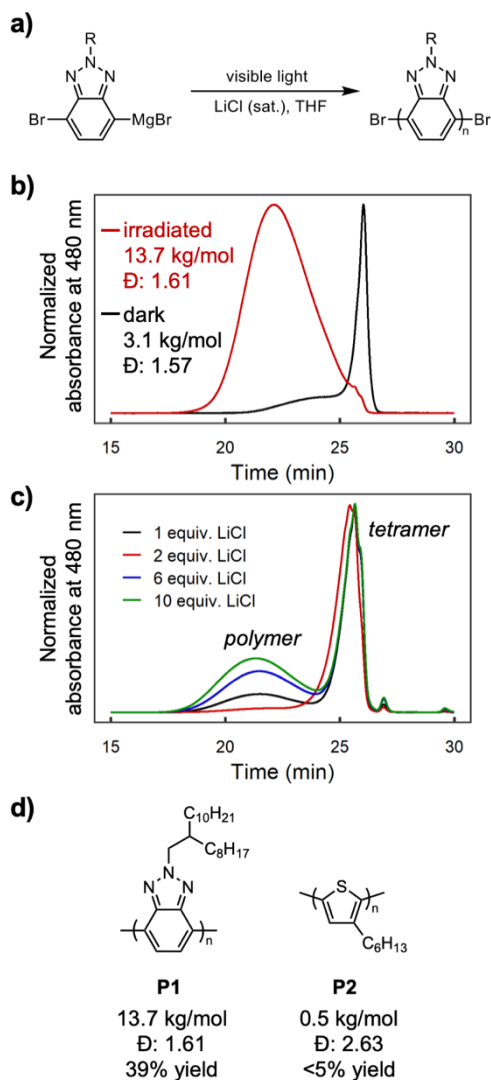 a)
R
N
N N
Br MgBr
visible light
LiCl (sat.), THF
R
N
N N
Br ( ) Br
n
b)
Normalized
absorbance at 480 nm
irradiated
13.7 kg/mol
Đ: 1.61
dark
3.1 kg/mol
Đ: 1.57
15 20 25 30
Time (min)
c)
Normalized
absorbance at 480 nm
1 equiv. LiCl
2 equiv. LiCl
6 equiv. LiCl
10 equiv. LiCl
tetramer
polymer
15 20 25 30
Time (min)
d)
C10H21
C8H17
N
N N
( ) n
P1
13.7 kg/mol
Đ: 1.61
39% yield
S
( ) n
C6H13
P2
0.5 kg/mol
Đ: 2.63
<5% yield